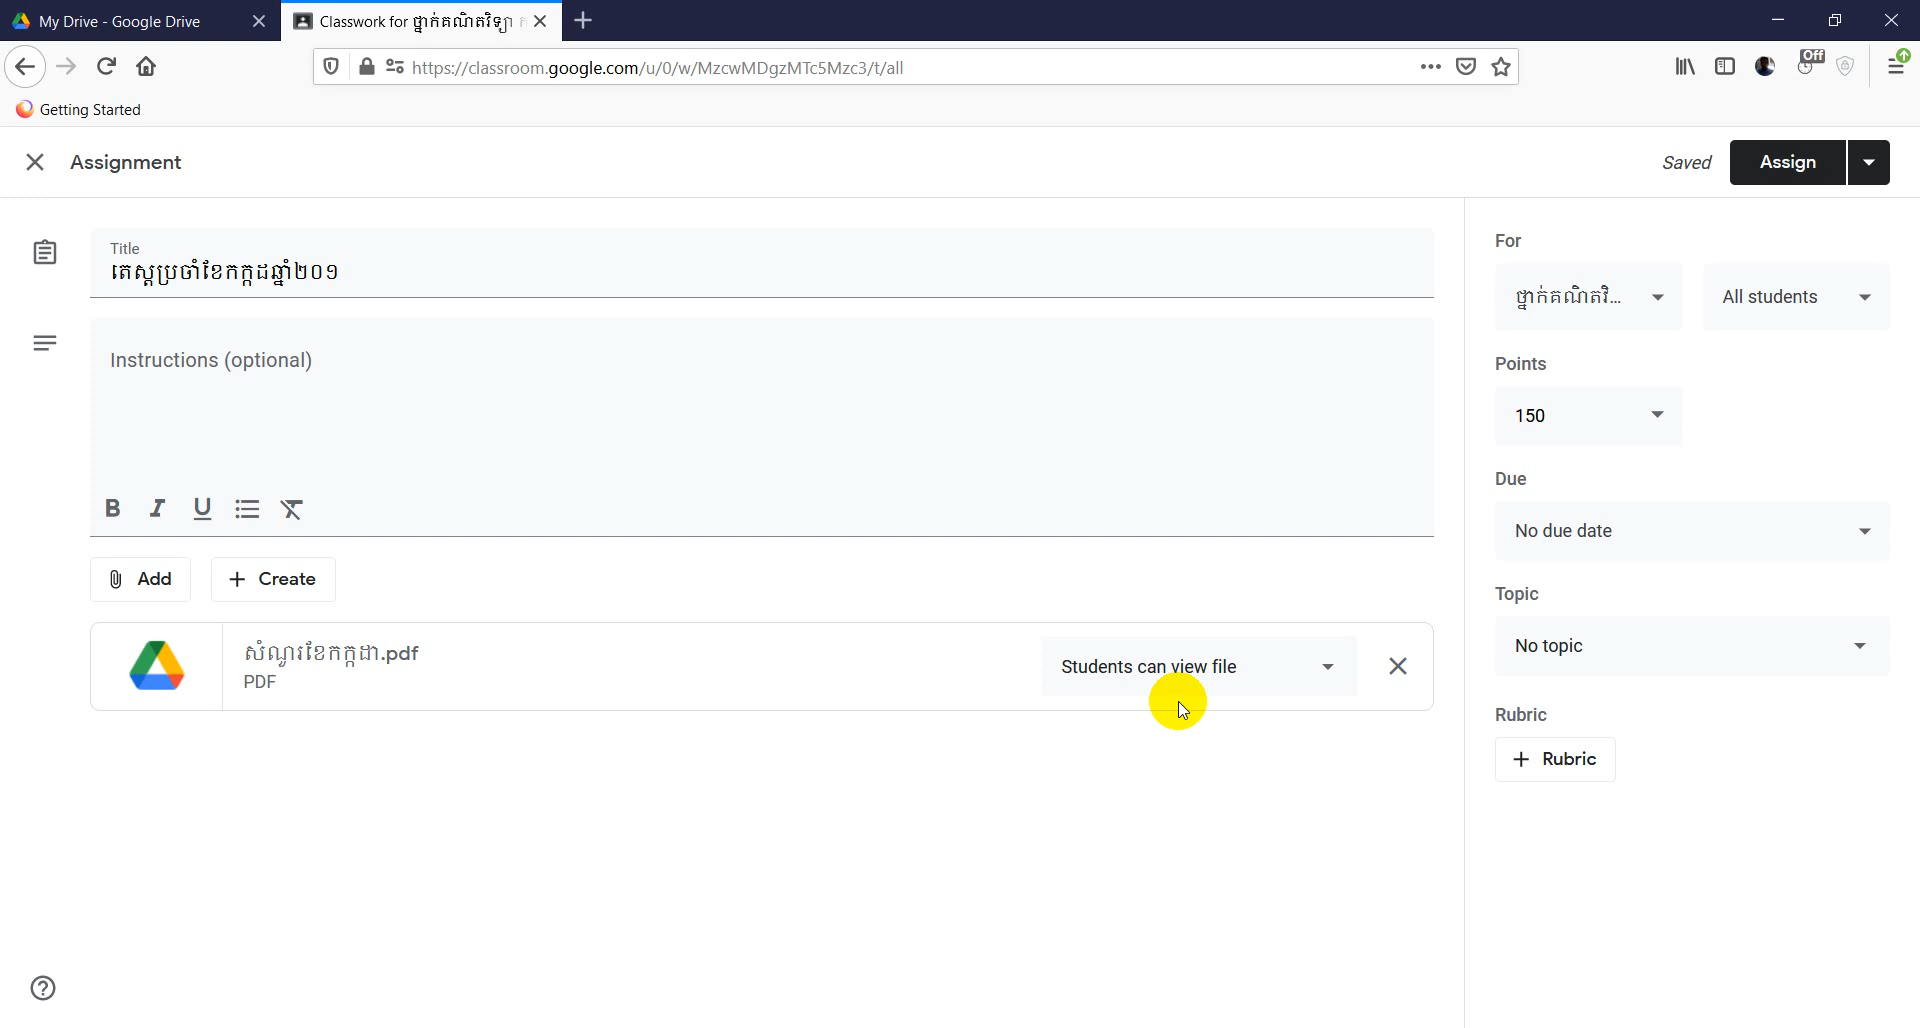 My Drive - Google Drive
Classwork for ថ្នាក់គណិតវិទ្យា
https://classroom.google.com/u/0/w/MzcwMDgzMTc5Mzc3/t/all
Off
Getting Started
Assignment
Saved
Assign
Title
តេស្តប្រចាំខែកក្កដឆ្នាំ២០១
Instructions (optional)
B I U
Add
Create
សំណួរខែកក្កដា.pdf
PDF
Students can view file
For
ថ្នាក់គណិតវិ...
All students
Points
150
Due
No due date
Topic
No topic
Rubric
Rubric